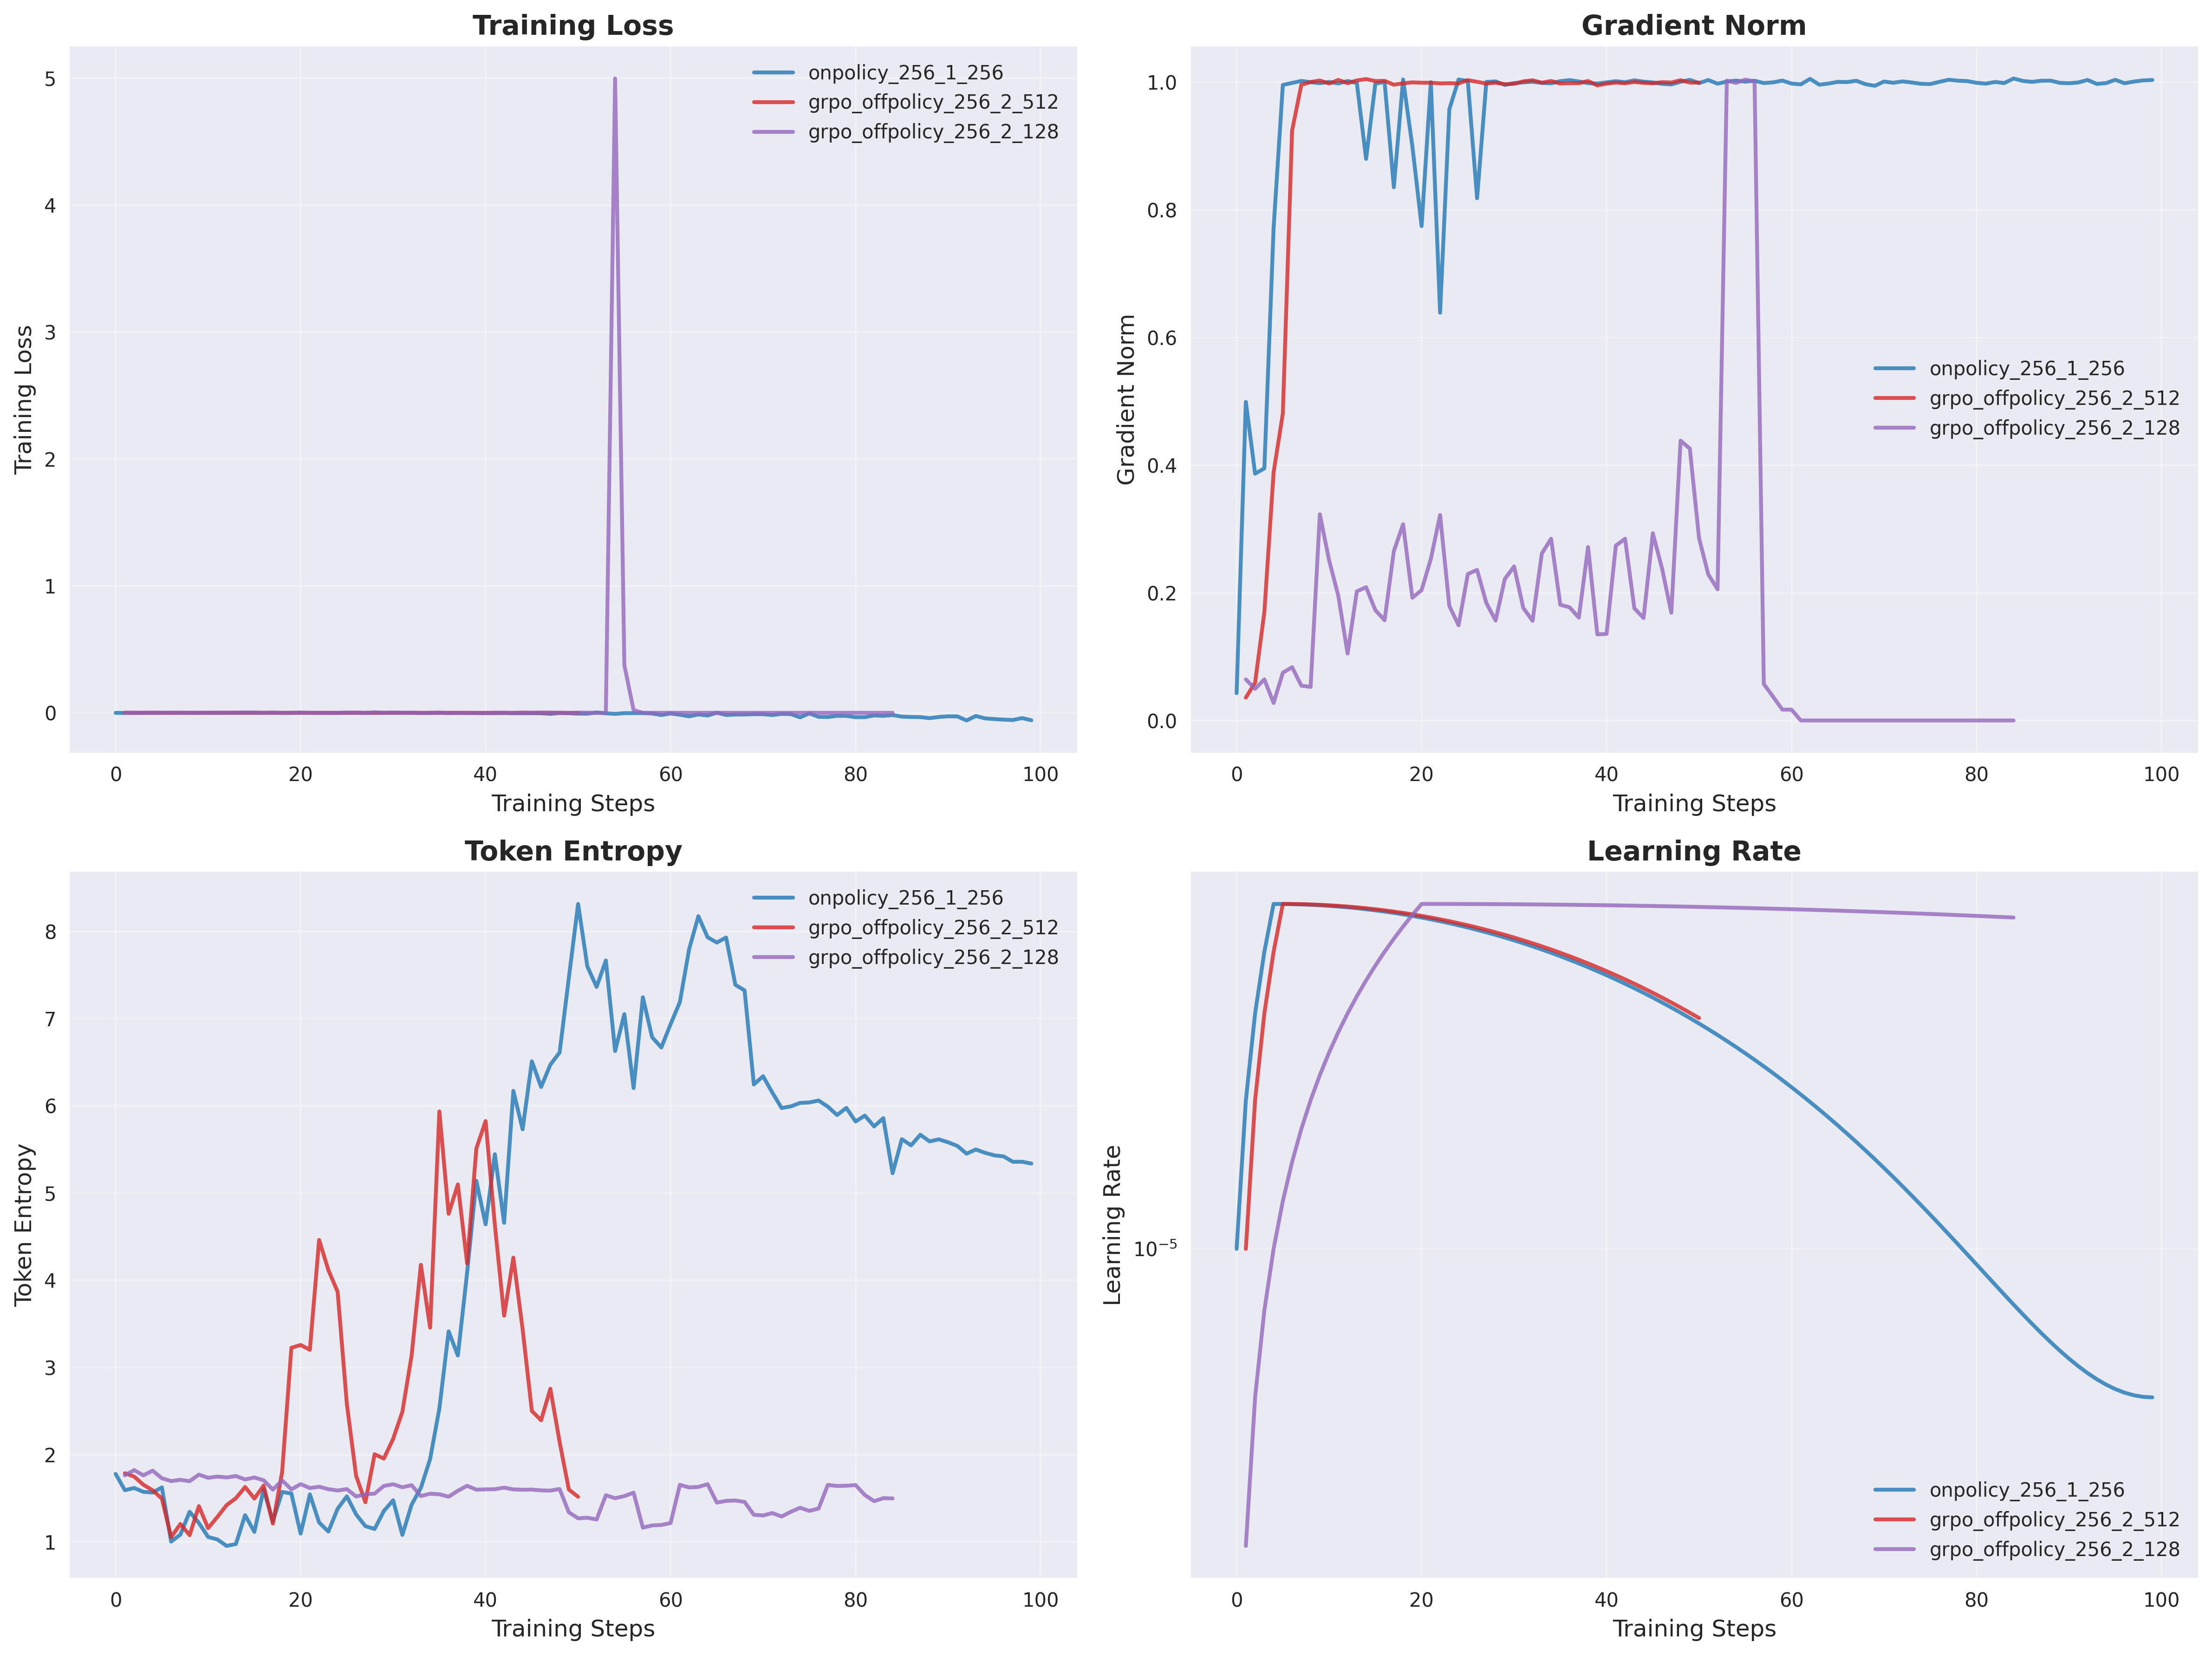 Training Loss
Training Loss
5
4
3
2
1
0
0
20
40
60
80
100
Training Steps
onpolicy_256_1_256
grpo_offpolicy_256_2_512
grpo_offpolicy_256_2_128
Gradient Norm
Gradient Norm
1.0
0.8
0.6
0.4
0.2
0.0
0
20
40
60
80
100
Training Steps
onpolicy_256_1_256
grpo_offpolicy_256_2_512
grpo_offpolicy_256_2_128
Token Entropy
Token Entropy
8
7
6
5
4
3
2
1
0
20
40
60
80
100
Training Steps
onpolicy_256_1_256
grpo_offpolicy_256_2_512
grpo_offpolicy_256_2_128
Learning Rate
Learning Rate
10⁻⁵
0
20
40
60
80
100
Training Steps
onpolicy_256_1_256
grpo_offpolicy_256_2_512
grpo_offpolicy_256_2_128